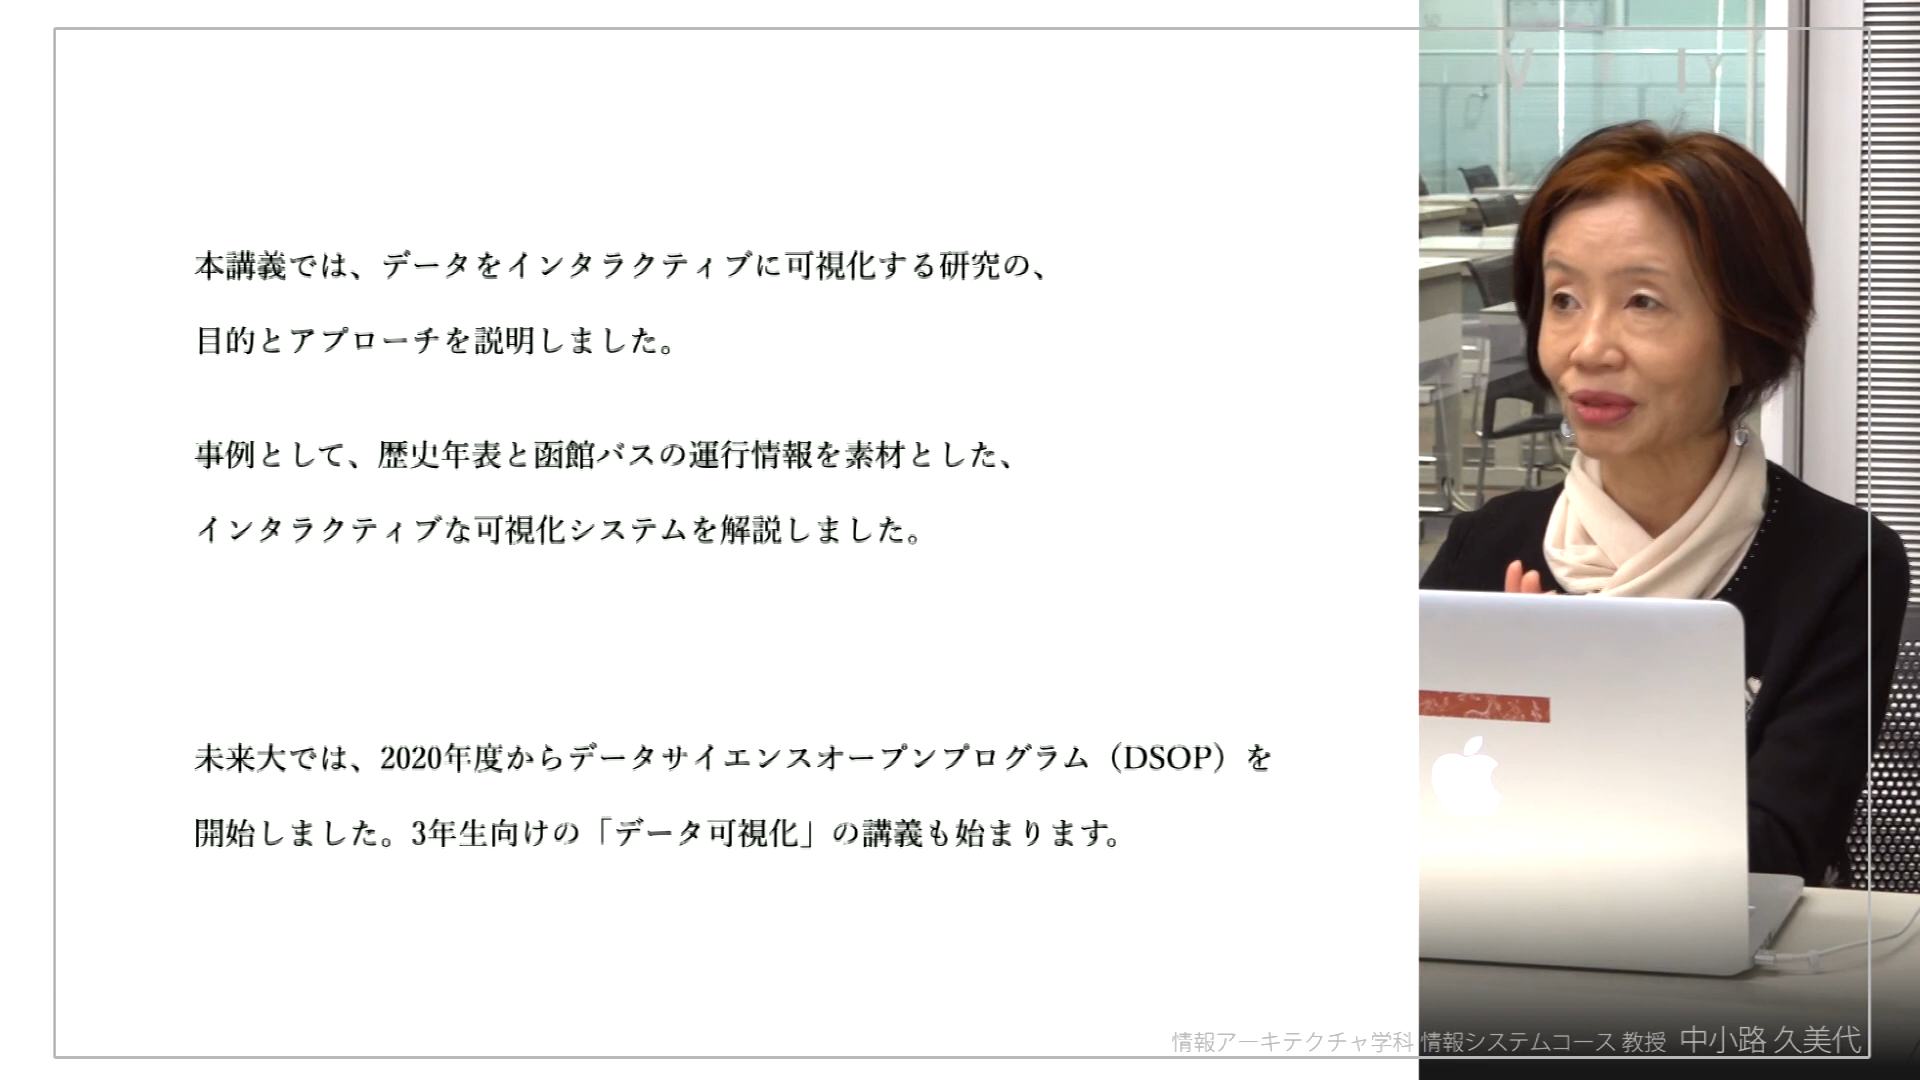 本講義では、データをインタラクティブに可視化する研究の、
目的とアプローチを説明しました。
事例として、歴史年表と函館バスの運行情報を素材とした、
インタラクティブな可視化システムを解説しました。
未来大では、2020年度からデータサイエンスオープンプログラム（DSOP）を
開始しました。3年生向けの「データ可視化」の講義も始まります。
情報アーキテクチャ学科 情報システムコース 教授 中小路 久美代